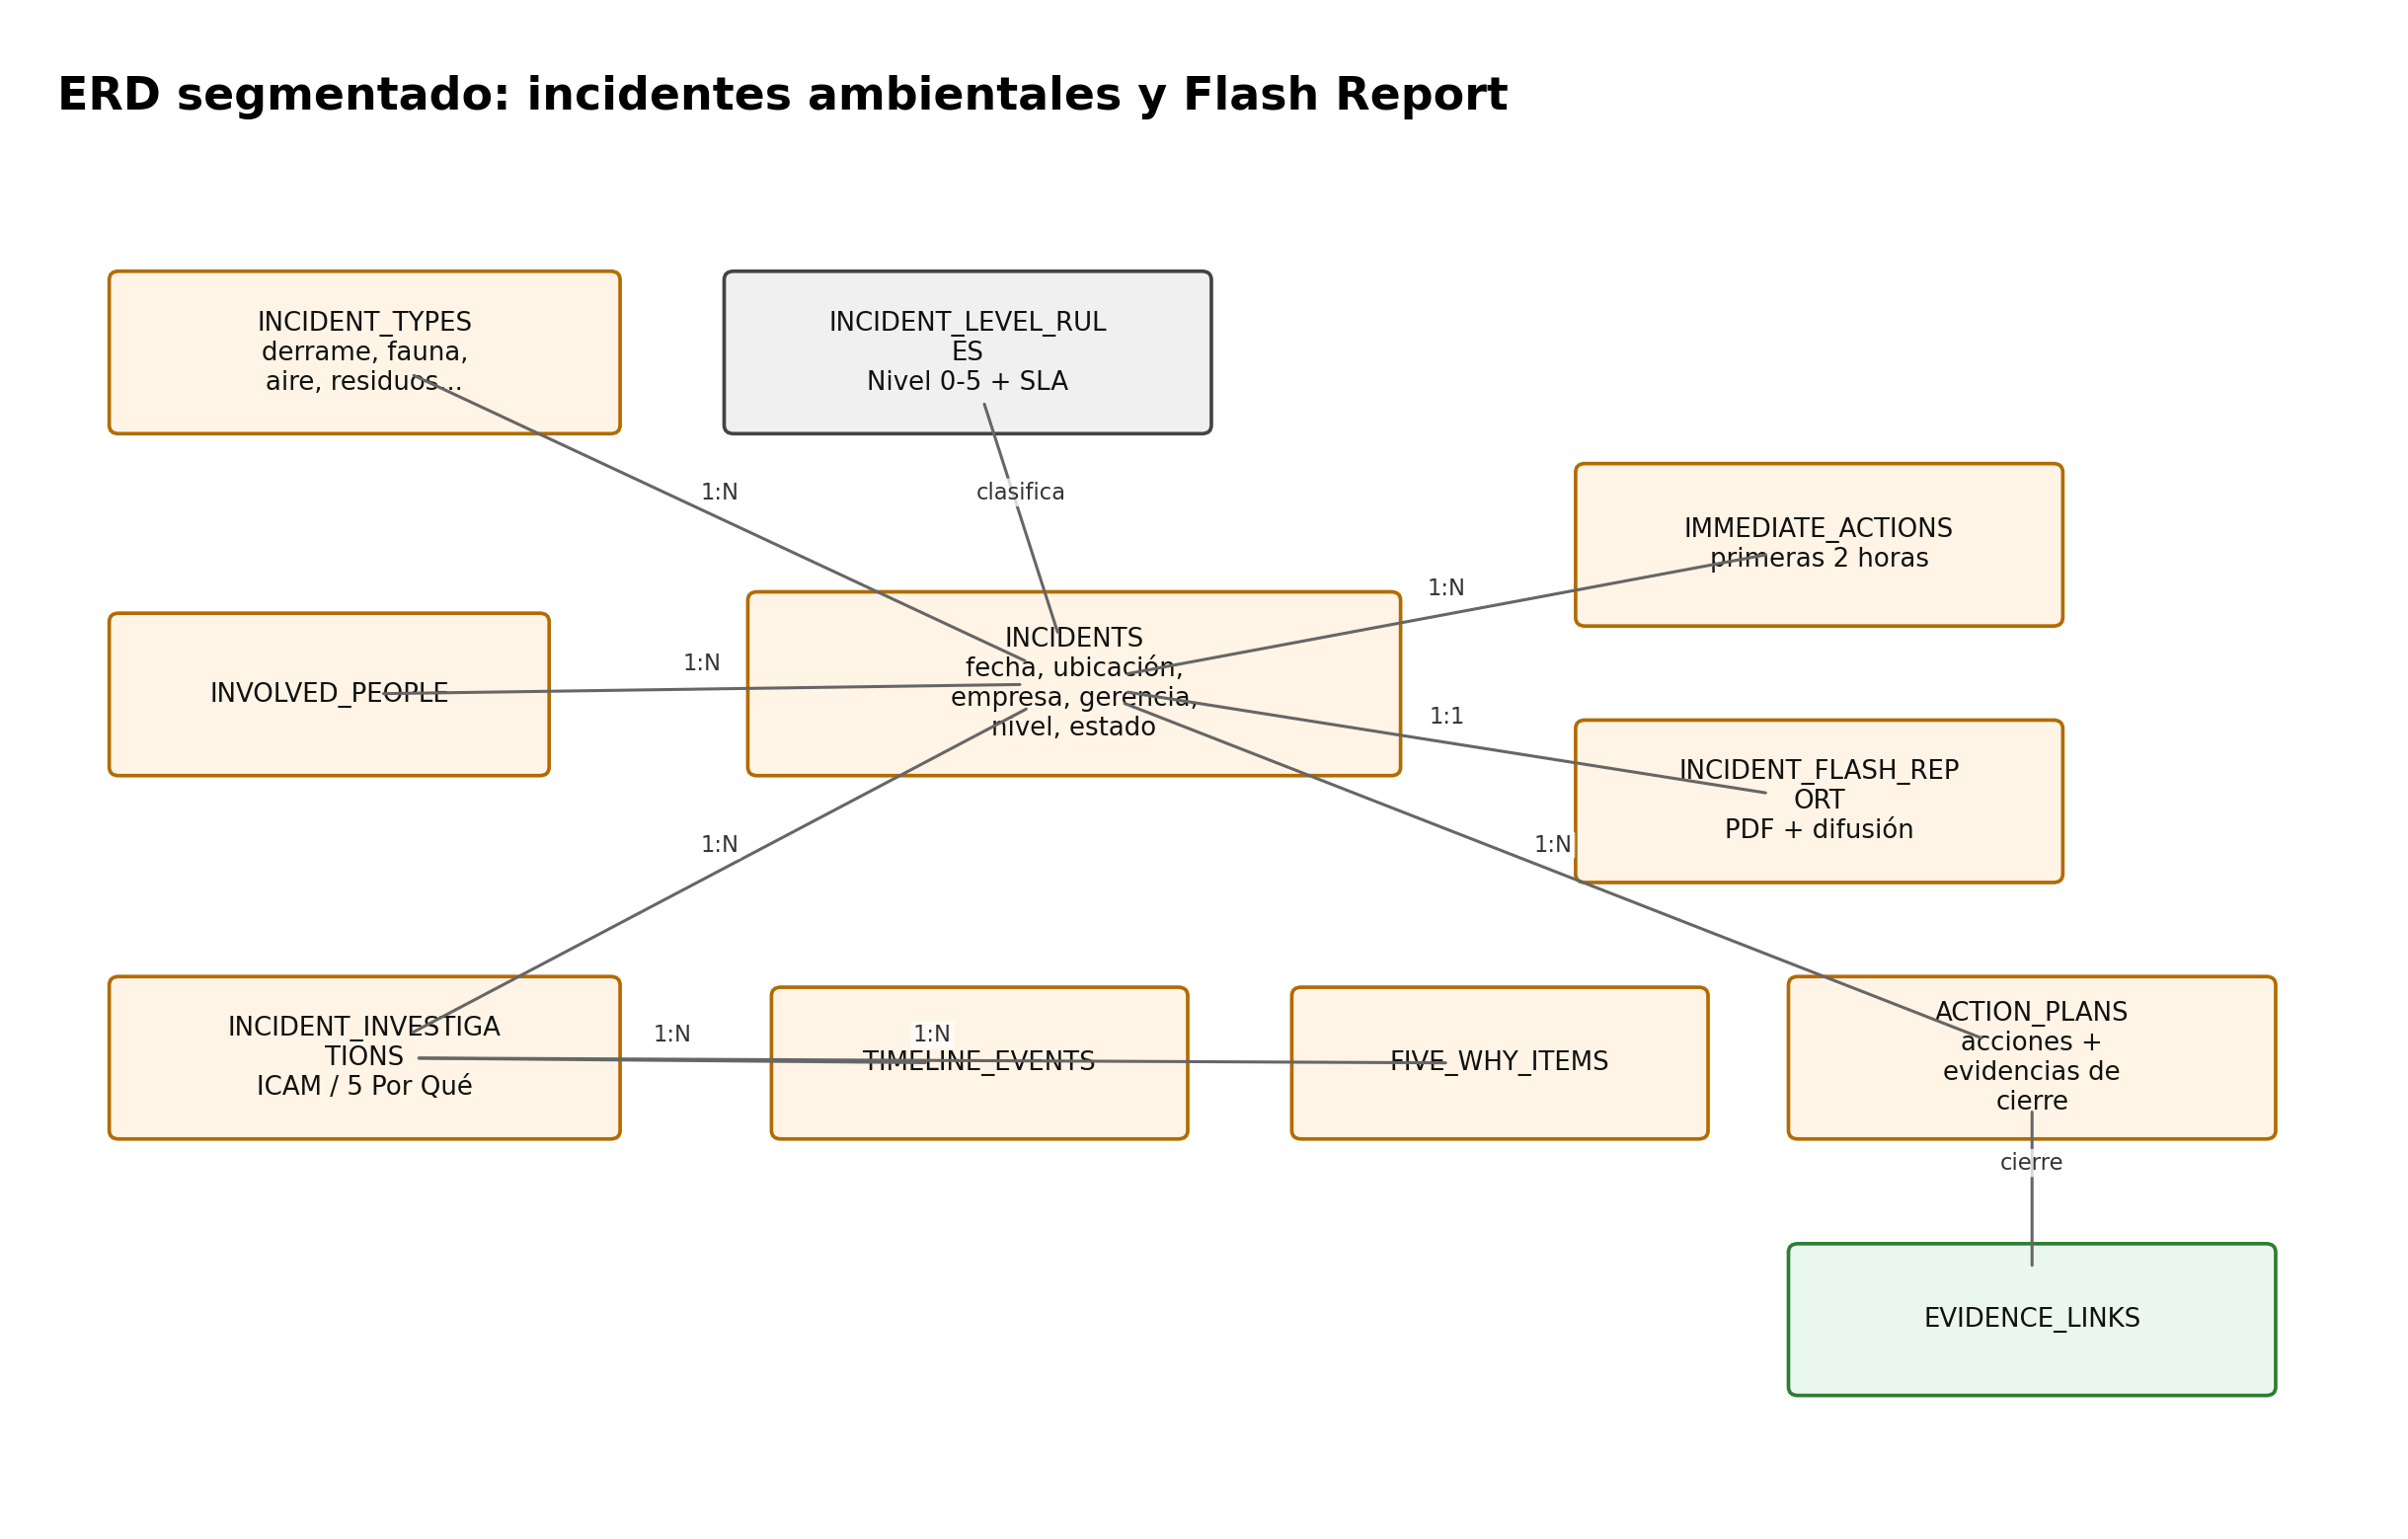 ERD segmentado: incidentes ambientales y Flash Report
INCIDENT_TYPES
derrame, fauna,
aire, residuos...
INCIDENT_LEVEL_RUL
ES
Nivel 0-5 + SLA
1:N
clasifica
IMMEDIATE_ACTIONS
primeras 2 horas
1:N
INVOLVED_PEOPLE
1:N
INCIDENTS
fecha, ubicación,
empresa, gerencia,
nivel, estado
1:1
INCIDENT_FLASH_REP
ORT
PDF + difusión
1:N
1:N
INCIDENT_INVESTIGA
TIONS
ICAM / 5 Por Qué
1:N
1:N
TIMELINE_EVENTS
FIVE_WHY_ITEMS
ACTION_PLANS
acciones +
evidencias de
cierre
cierre
EVIDENCE_LINKS